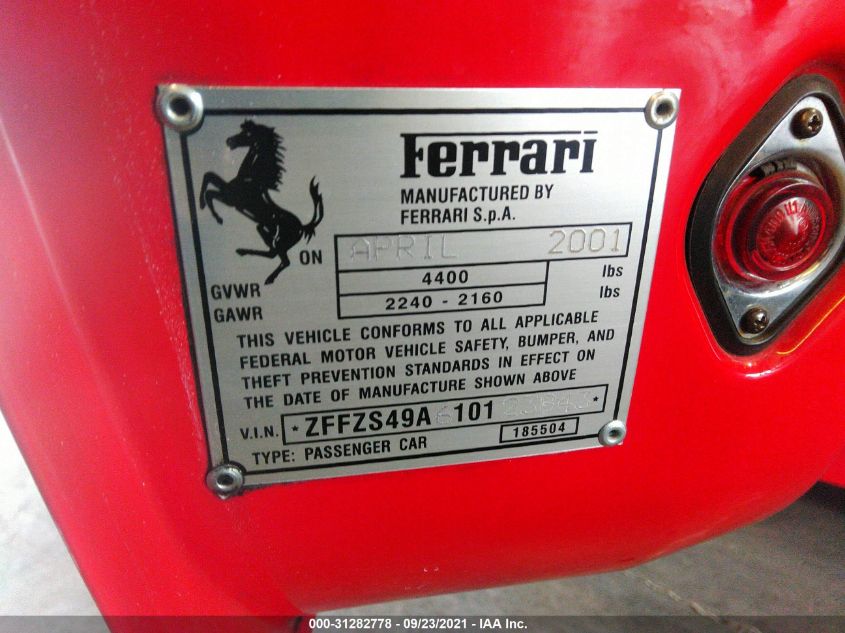 Ferrari
MANUFACTURED BY
FERRARI S.p.A.
ON APRIL 2001
GVWR 4400 lbs
GAWR 2240 - 2160 lbs
THIS VEHICLE CONFORMS TO ALL APPLICABLE
FEDERAL MOTOR VEHICLE SAFETY, BUMPER, AND
THEFT PREVENTION STANDARDS IN EFFECT ON
THE DATE OF MANUFACTURE SHOWN ABOVE
V.I.N. * ZFFZS49A6101 *
TYPE: PASSENGER CAR 185504
000-31282778 - 09/23/2021 - IAA Inc.